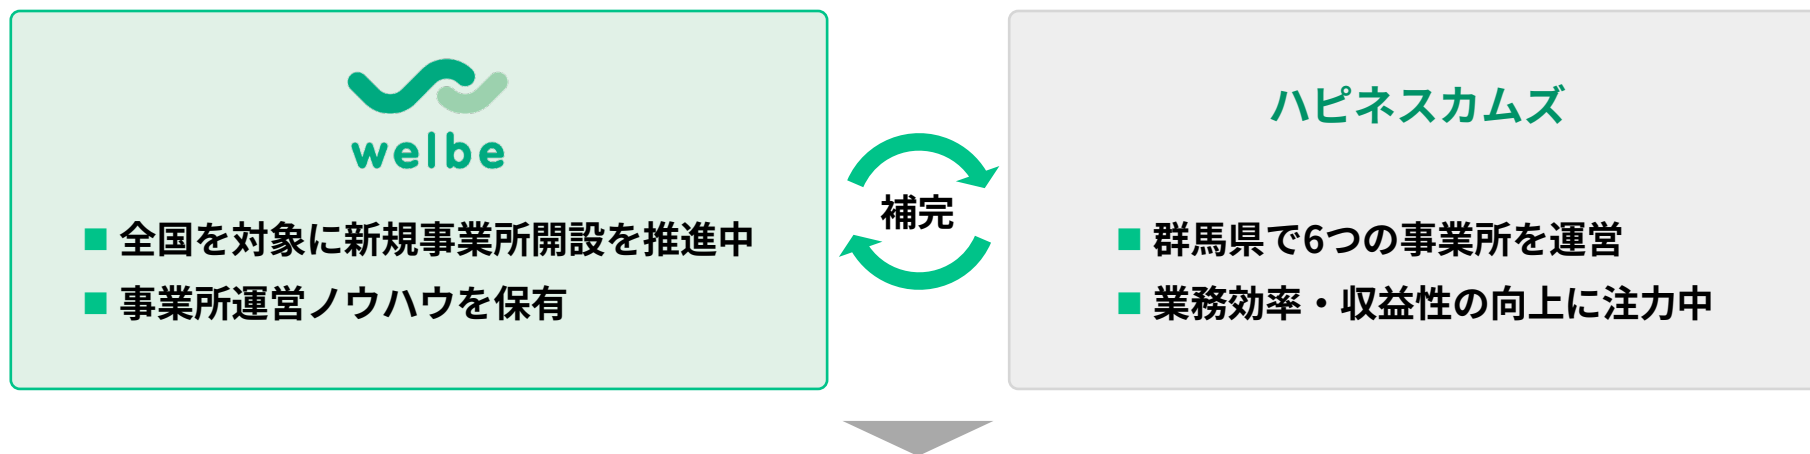 welbe
■ 全国を対象に新規事業所開設を推進中
■ 事業所運営ノウハウを保有
補完
ハピネスカムズ
■ 群馬県で6つの事業所を運営
■ 業務効率・収益性の向上に注力中